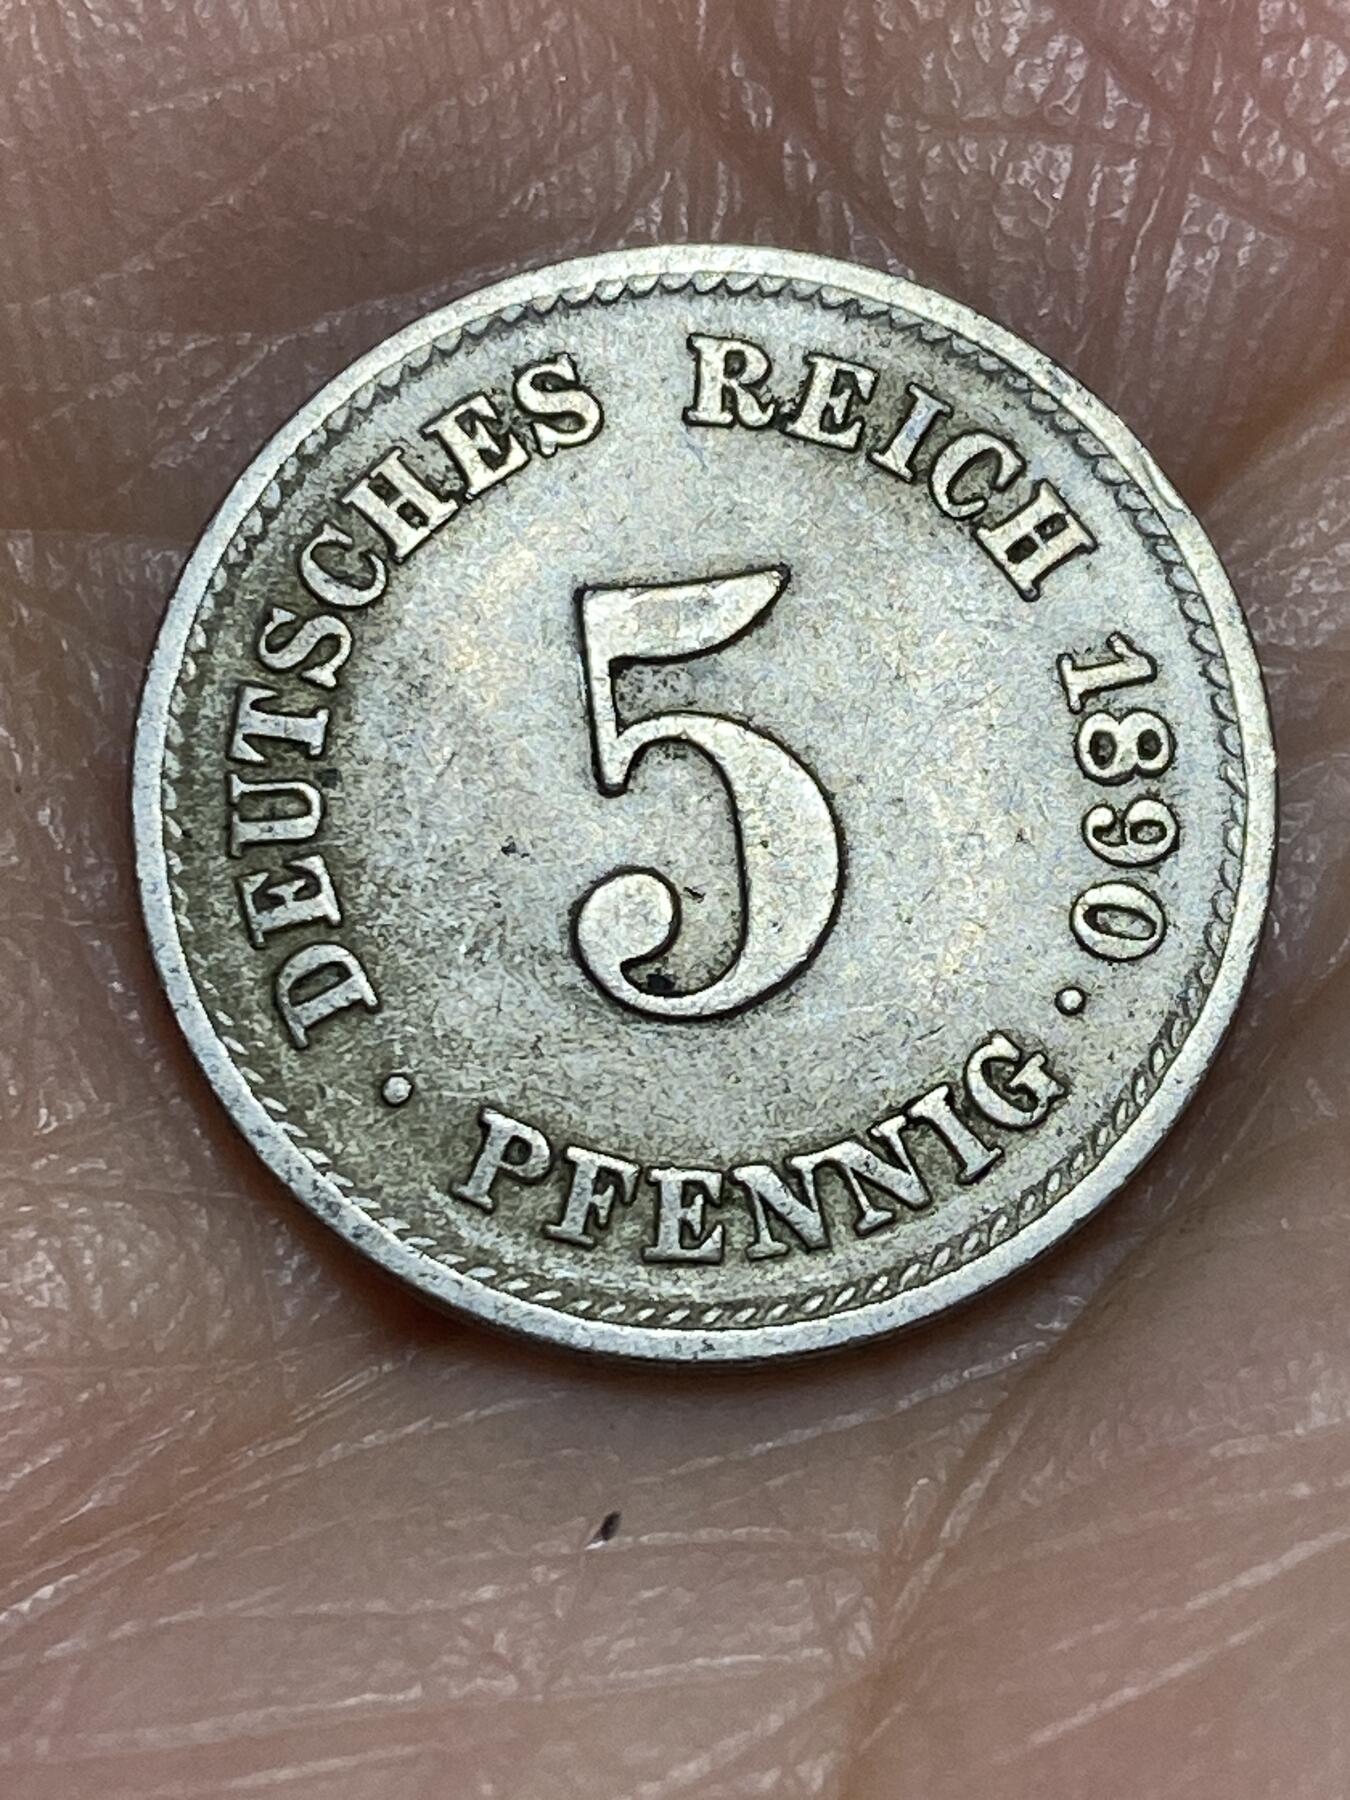 DEUTSCHES REICH 1890
5
· PFENNIG ·